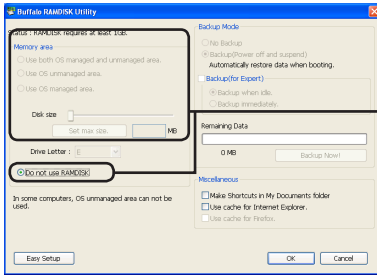 Buffalo RAMDISK Utility
Status : RAMDISK requires at least 1GB.
Memory area
Use both OS managed and unmanaged area.
Use OS unmanaged area.
Use OS managed area.
Disk size
Set max size.
MB
Drive Letter : E
Do not use RAMDISK
In some computers, OS unmanaged area can not be
used.
Easy Setup
Backup Mode
No Backup
Backup(Power off and suspend)
Automatically restore data when booting.
Backup(for Expert)
Backup when idle.
Backup immediately.
Remaining Data
0 MB
Backup Now!
Miscellaneous
Make Shortcuts in My Documents folder
Use cache for Internet Explorer.
Use cache for Firefox.
OK
Cancel